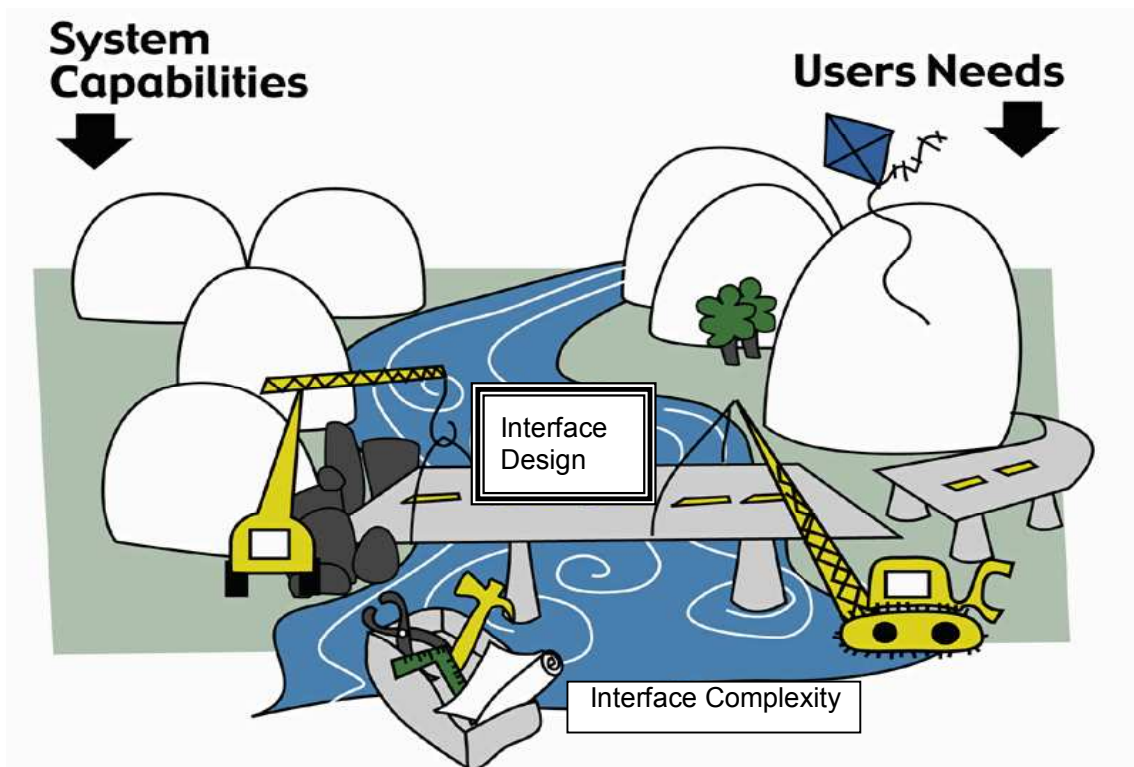 System
Capabilities
Users Needs
Interface
Design
Interface Complexity